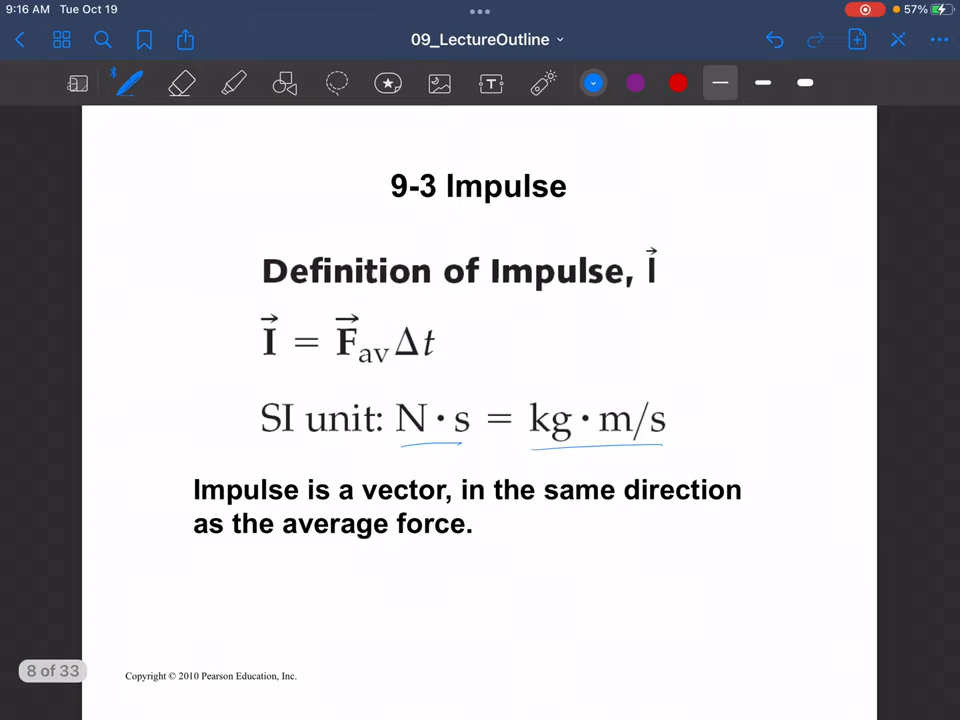 9:16 AM Tue Oct 19
57%
09_LectureOutline
T
9-3 Impulse
Definition of Impulse, I⃗
I⃗ = F⃗av Δt
SI unit: N · s = kg · m/s
Impulse is a vector, in the same direction
as the average force.
8 of 33
Copyright © 2010 Pearson Education, Inc.